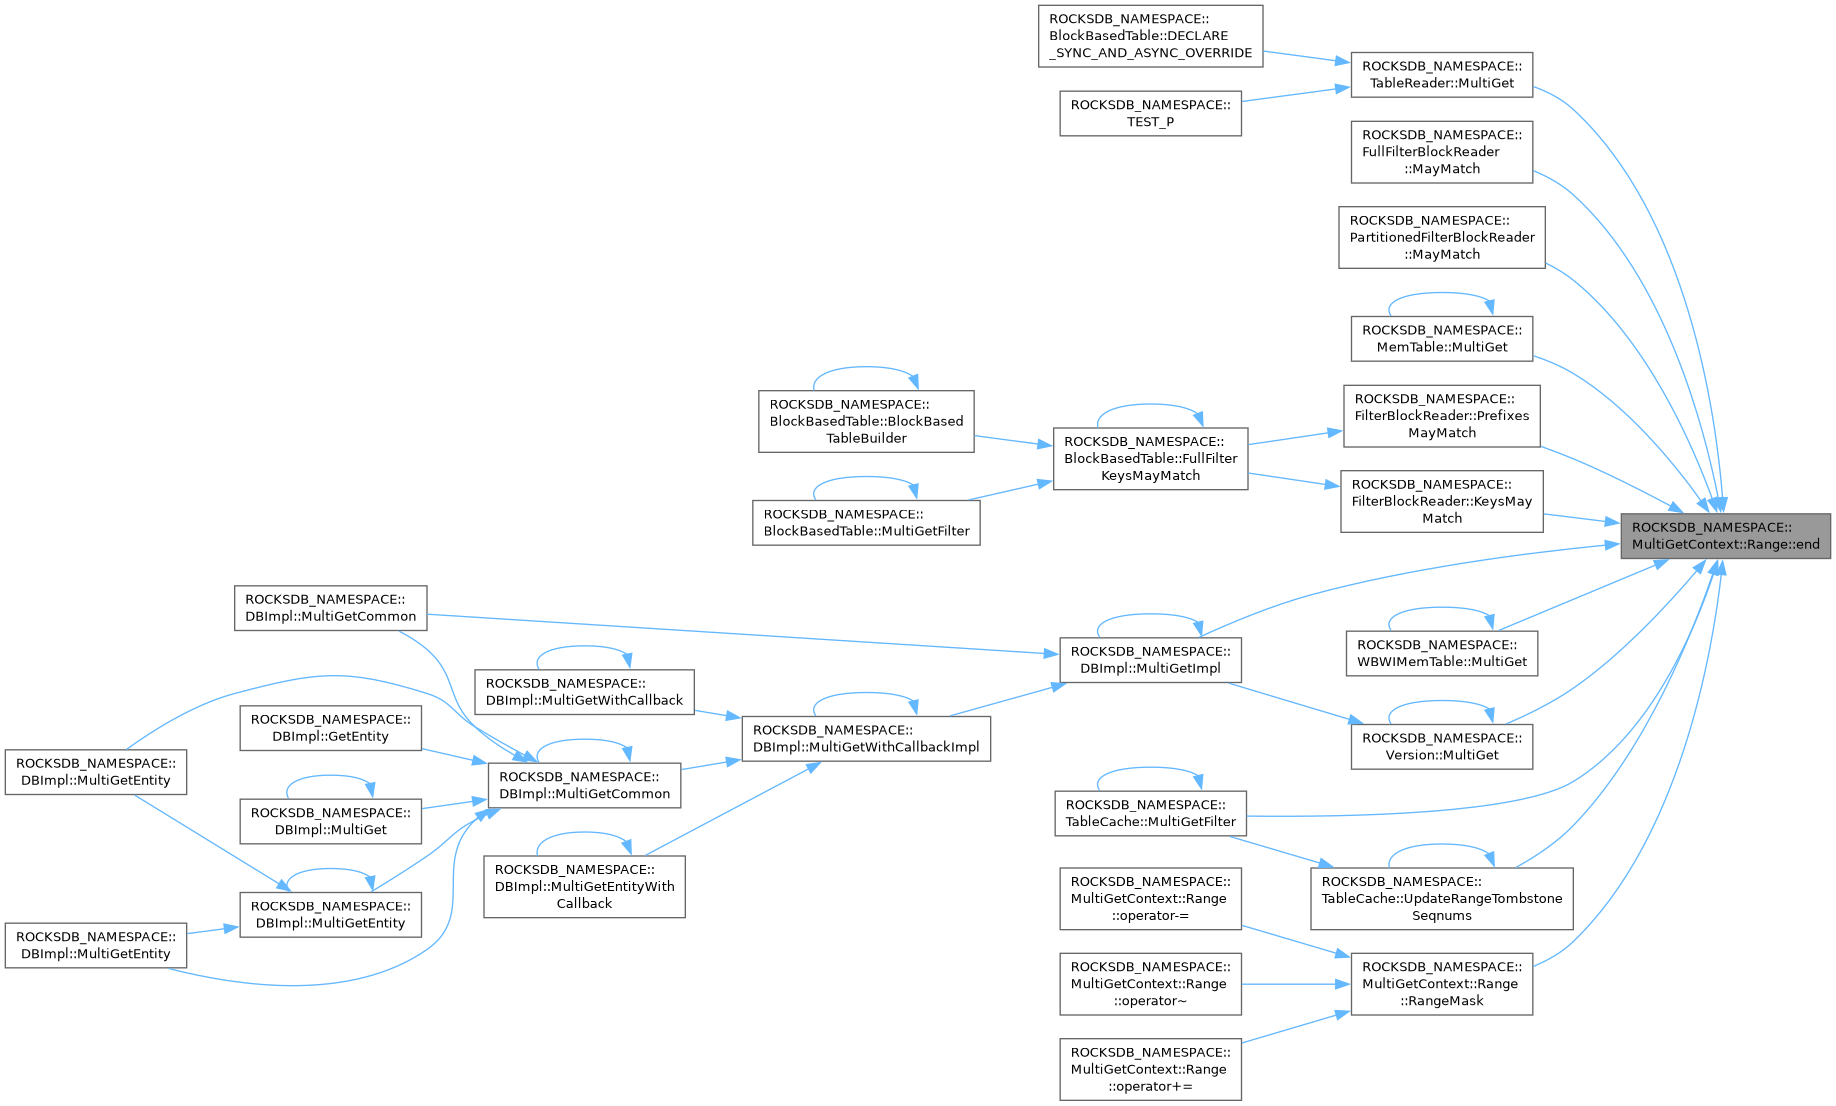 ROCKSDB_NAMESPACE::
BlockBasedTable::DECLARE
_SYNC_AND_ASYNC_OVERRIDE
ROCKSDB_NAMESPACE::
TableReader::MultiGet
ROCKSDB_NAMESPACE::
TEST_P
ROCKSDB_NAMESPACE::
FullFilterBlockReader
::MayMatch
ROCKSDB_NAMESPACE::
PartitionedFilterBlockReader
::MayMatch
ROCKSDB_NAMESPACE::
MemTable::MultiGet
ROCKSDB_NAMESPACE::
BlockBasedTable::BlockBased
TableBuilder
ROCKSDB_NAMESPACE::
FilterBlockReader::Prefixes
MayMatch
ROCKSDB_NAMESPACE::
BlockBasedTable::FullFilter
KeysMayMatch
ROCKSDB_NAMESPACE::
FilterBlockReader::KeysMay
Match
ROCKSDB_NAMESPACE::
BlockBasedTable::MultiGetFilter
ROCKSDB_NAMESPACE::
MultiGetContext::Range::end
ROCKSDB_NAMESPACE::
DBImpl::MultiGetCommon
ROCKSDB_NAMESPACE::
DBImpl::MultiGetImpl
ROCKSDB_NAMESPACE::
WBWIMemTable::MultiGet
ROCKSDB_NAMESPACE::
DBImpl::MultiGetWithCallback
ROCKSDB_NAMESPACE::
DBImpl::GetEntity
ROCKSDB_NAMESPACE::
DBImpl::MultiGetWithCallbackImpl
ROCKSDB_NAMESPACE::
Version::MultiGet
ROCKSDB_NAMESPACE::
DBImpl::MultiGetEntity
ROCKSDB_NAMESPACE::
DBImpl::MultiGetCommon
ROCKSDB_NAMESPACE::
DBImpl::MultiGet
ROCKSDB_NAMESPACE::
TableCache::MultiGetFilter
ROCKSDB_NAMESPACE::
DBImpl::MultiGetEntityWith
Callback
ROCKSDB_NAMESPACE::
TableCache::UpdateRangeTombstone
Seqnums
ROCKSDB_NAMESPACE::
MultiGetContext::Range
::operator-=
ROCKSDB_NAMESPACE::
DBImpl::MultiGetEntity
ROCKSDB_NAMESPACE::
DBImpl::MultiGetEntity
ROCKSDB_NAMESPACE::
MultiGetContext::Range
::operator~
ROCKSDB_NAMESPACE::
MultiGetContext::Range
::RangeMask
ROCKSDB_NAMESPACE::
MultiGetContext::Range
::operator+=